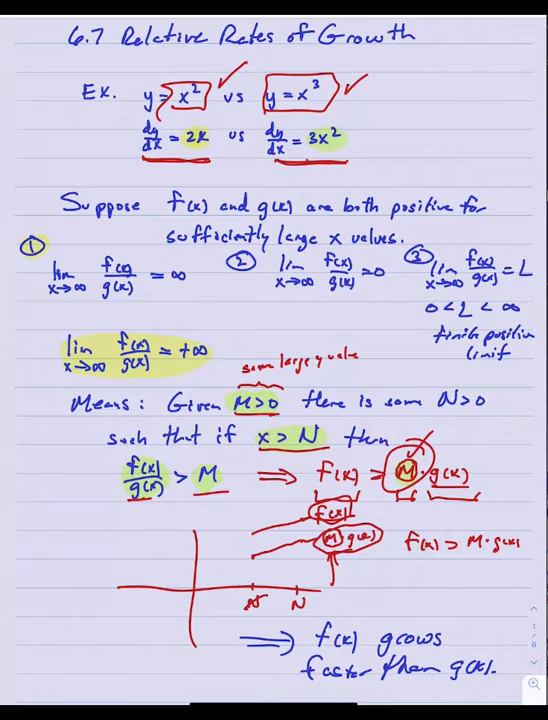 6.7 Relative Rates of Growth
Ex. y = x² vs y = x³
dy/dx = 2x vs dy/dx = 3x²
Suppose f(x) and g(x) are both positive for
sufficiently large x values.
① lim x→∞ f(x)/g(x) = ∞ ② lim x→∞ f(x)/g(x) = 0 ③ lim x→∞ f(x)/g(x) = L
0 < L < ∞
finite positive
limit
lim x→∞ f(x)/g(x) = +∞
some large y value
Means: Given M>0 there is some N>0
such that if x > N then
f(x)/g(x) > M ⟹ f(x) > M·g(x)
f(x)
M g(x) f(x) > M·g(x)
N N
⟹ f(x) grows
faster than g(x).
1
6